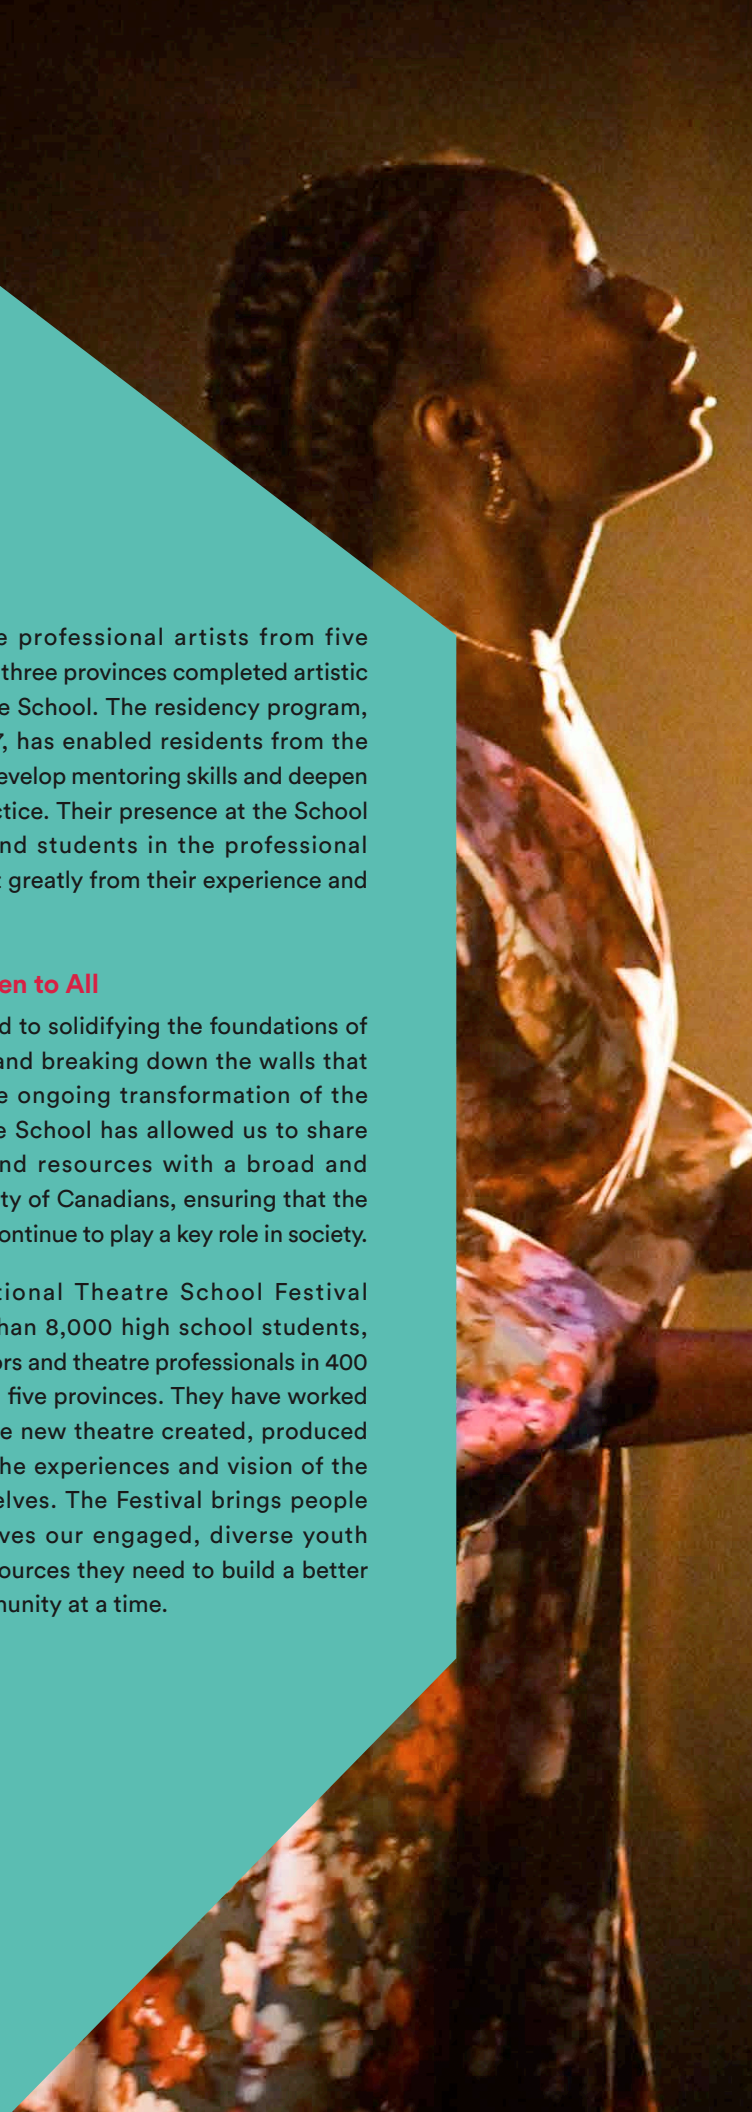 e professional artists from five
three provinces completed artistic
e School. The residency program,
, has enabled residents from the
evelop mentoring skills and deepen
ctice. Their presence at the School
nd students in the professional
t greatly from their experience and
en to All
d to solidifying the foundations of
and breaking down the walls that
e ongoing transformation of the
e School has allowed us to share
nd resources with a broad and
ty of Canadians, ensuring that the
ontinue to play a key role in society.
tional Theatre School Festival
han 8,000 high school students,
ors and theatre professionals in 400
five provinces. They have worked
e new theatre created, produced
he experiences and vision of the
elves. The Festival brings people
ves our engaged, diverse youth
ources they need to build a better
munity at a time.